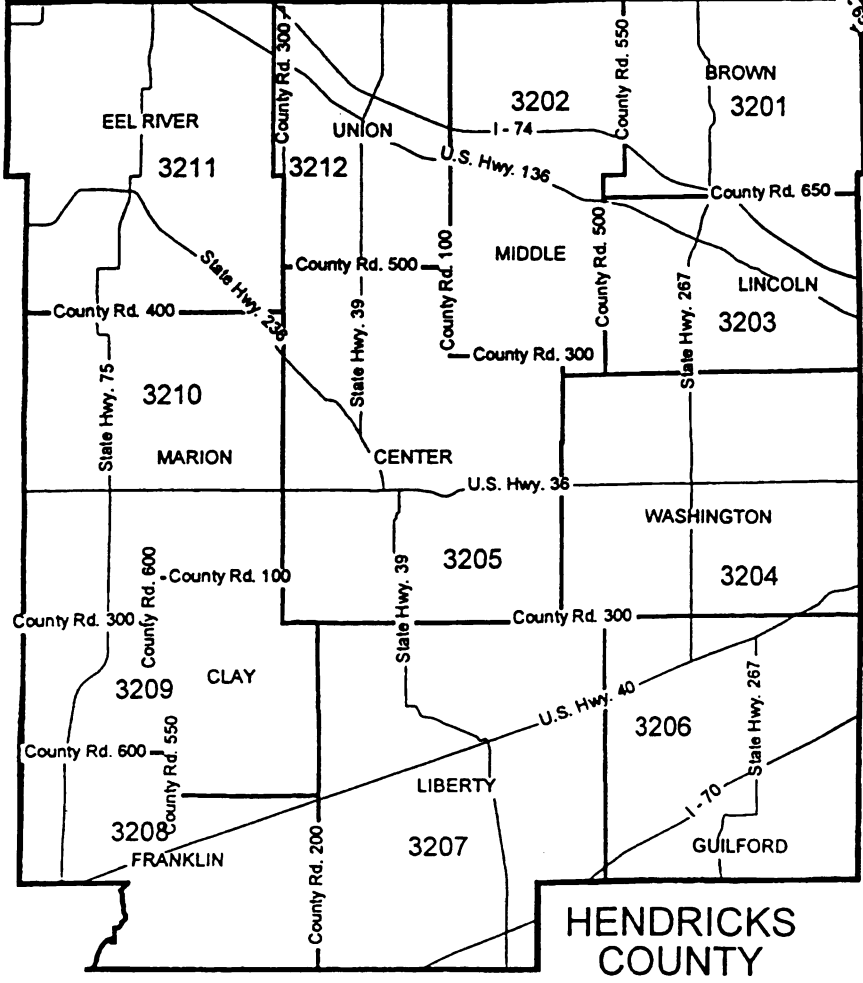 County Rd. 300
County Rd. 550
BROWN
3201
3202
EEL RIVER
UNION
I - 74
3211
3212
U.S. Hwy. 136
County Rd. 650
County Rd. 500
MIDDLE
County Rd. 100
County Rd. 500
State Hwy. 236
State Hwy. 39
State Hwy. 267
LINCOLN
3203
County Rd. 400
County Rd. 300
State Hwy. 75
3210
MARION
CENTER
U.S. Hwy. 36
WASHINGTON
3205
3204
County Rd. 600
County Rd. 100
State Hwy. 39
County Rd. 300
County Rd. 300
3209
CLAY
U.S. Hwy. 40
State Hwy. 267
3206
County Rd. 600
County Rd. 550
LIBERTY
I - 70
3208
FRANKLIN
County Rd. 200
3207
GUILFORD
HENDRICKS
COUNTY